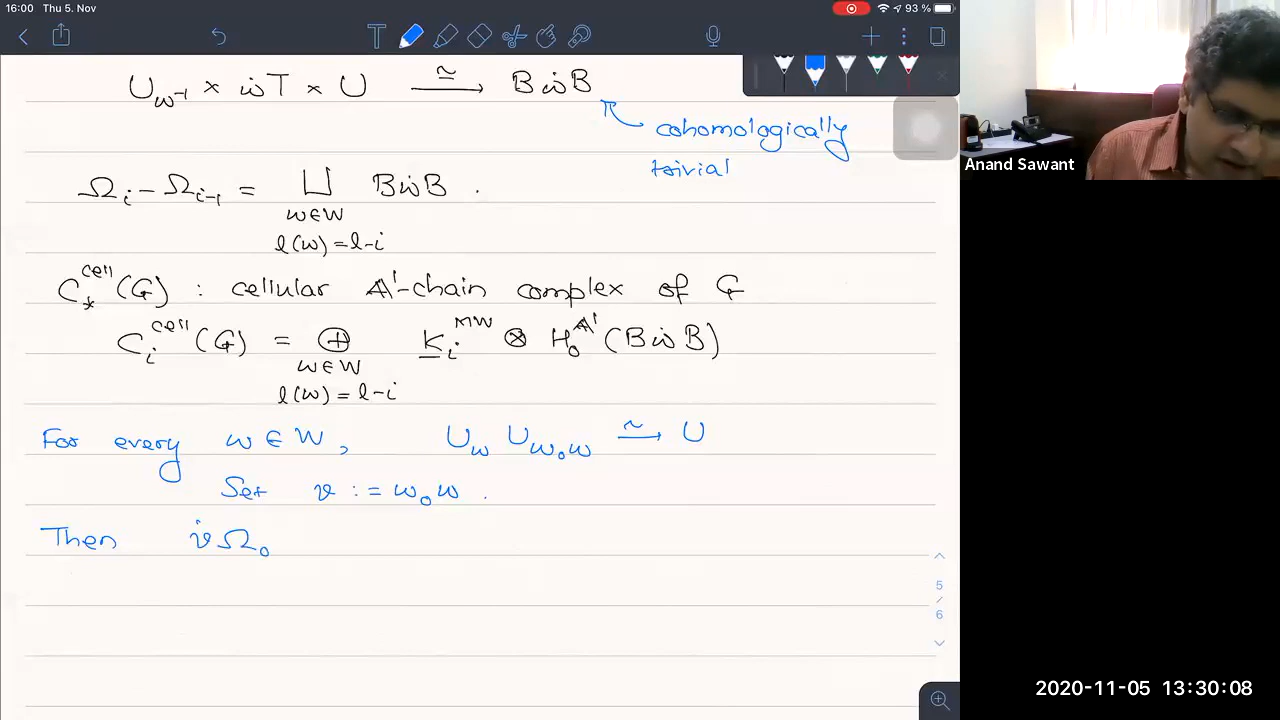 16:00 Thu 5. Nov
93 %
U_{w^{-1}} × ẇT × U ≃→ BẇB
cohomologically
trivial
Ω_i − Ω_{i-1} = ⊔ BẇB .
w∈W
l(w) = l-i
C_*^{cell}(G) : cellular A¹-chain complex of G
C_i^{cell}(G) = ⊕ K_i^{MW} ⊗ H_0^{A¹}(BẇB)
w∈W
l(w) = l-i
For every w ∈ W, U_w U_{w_0w} ≃→ U
Set v := w_0w .
Then v̇Ω_0
5
/
6
Anand Sawant
2020-11-05 13:30:08